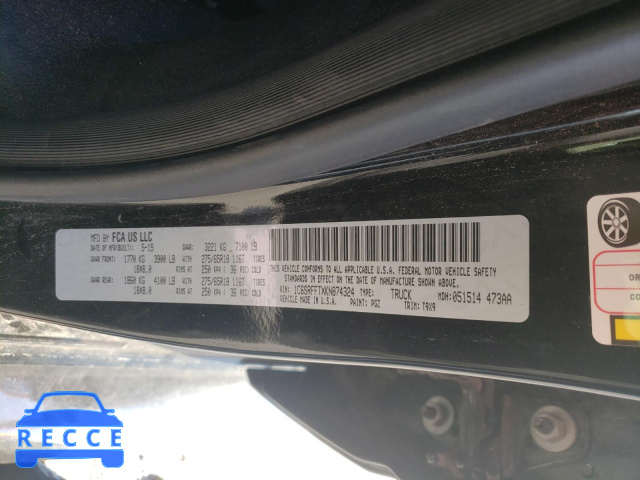 MFD BY FCA US LLC
DATE OF MFR(BUILT): 5-19 GVWR: 3221 KG 7100 LB
GAWR FRONT: 1770 KG 3900 LB WITH 275/65R18 116T
18X8.0 RIMS AT 250 KPA( 36 PSI) COLD
GAWR REAR: 1860 KG 4100 LB WITH 275/65R18 116T
18X8.0 RIMS AT 250 KPA( 36 PSI) COLD
THIS VEHICLE CONFORMS TO ALL APPLICABLE U.S.A. FEDERAL MOTOR VEHICLE SAFETY
STANDARDS IN EFFECT ON THE DATE OF MANUFACTURE SHOWN ABOVE.
VIN: 1C6SRFFTXKN874324 TYPE: TRUCK MDH: 051514 473AA
VEHICLE MADE IN U.S.A. PAINT: PGZ TRIM: T9X9
RECCE